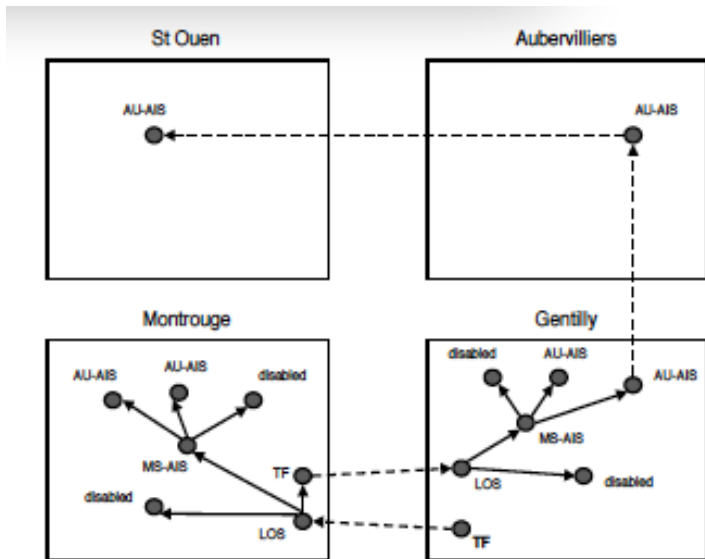 St Ouen
Aubervilliers
AU-AIS
AU-AIS
Montrouge
Gentilly
AU-AIS
AU-AIS
disabled
MS-AIS
disabled
TF
LOS
disabled
AU-AIS
AU-AIS
MS-AIS
LOS
disabled
TF